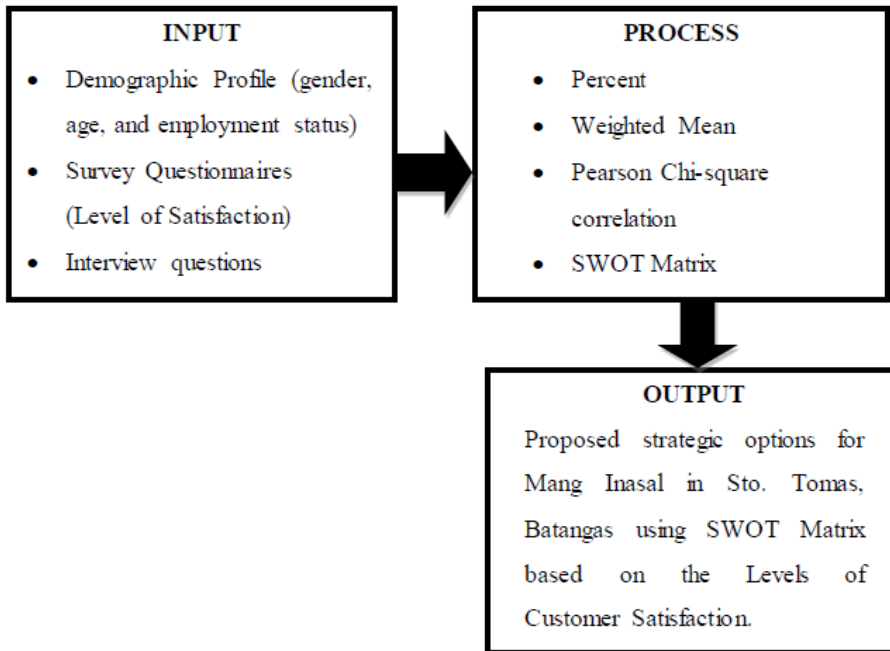 INPUT
• Demographic Profile (gender,
age, and employment status)
• Survey Questionnaires
(Level of Satisfaction)
• Interview questions
PROCESS
• Percent
• Weighted Mean
• Pearson Chi-square
correlation
• SWOT Matrix
OUTPUT
Proposed strategic options for
Mang Inasal in Sto. Tomas,
Batangas using SWOT Matrix
based on the Levels of
Customer Satisfaction.